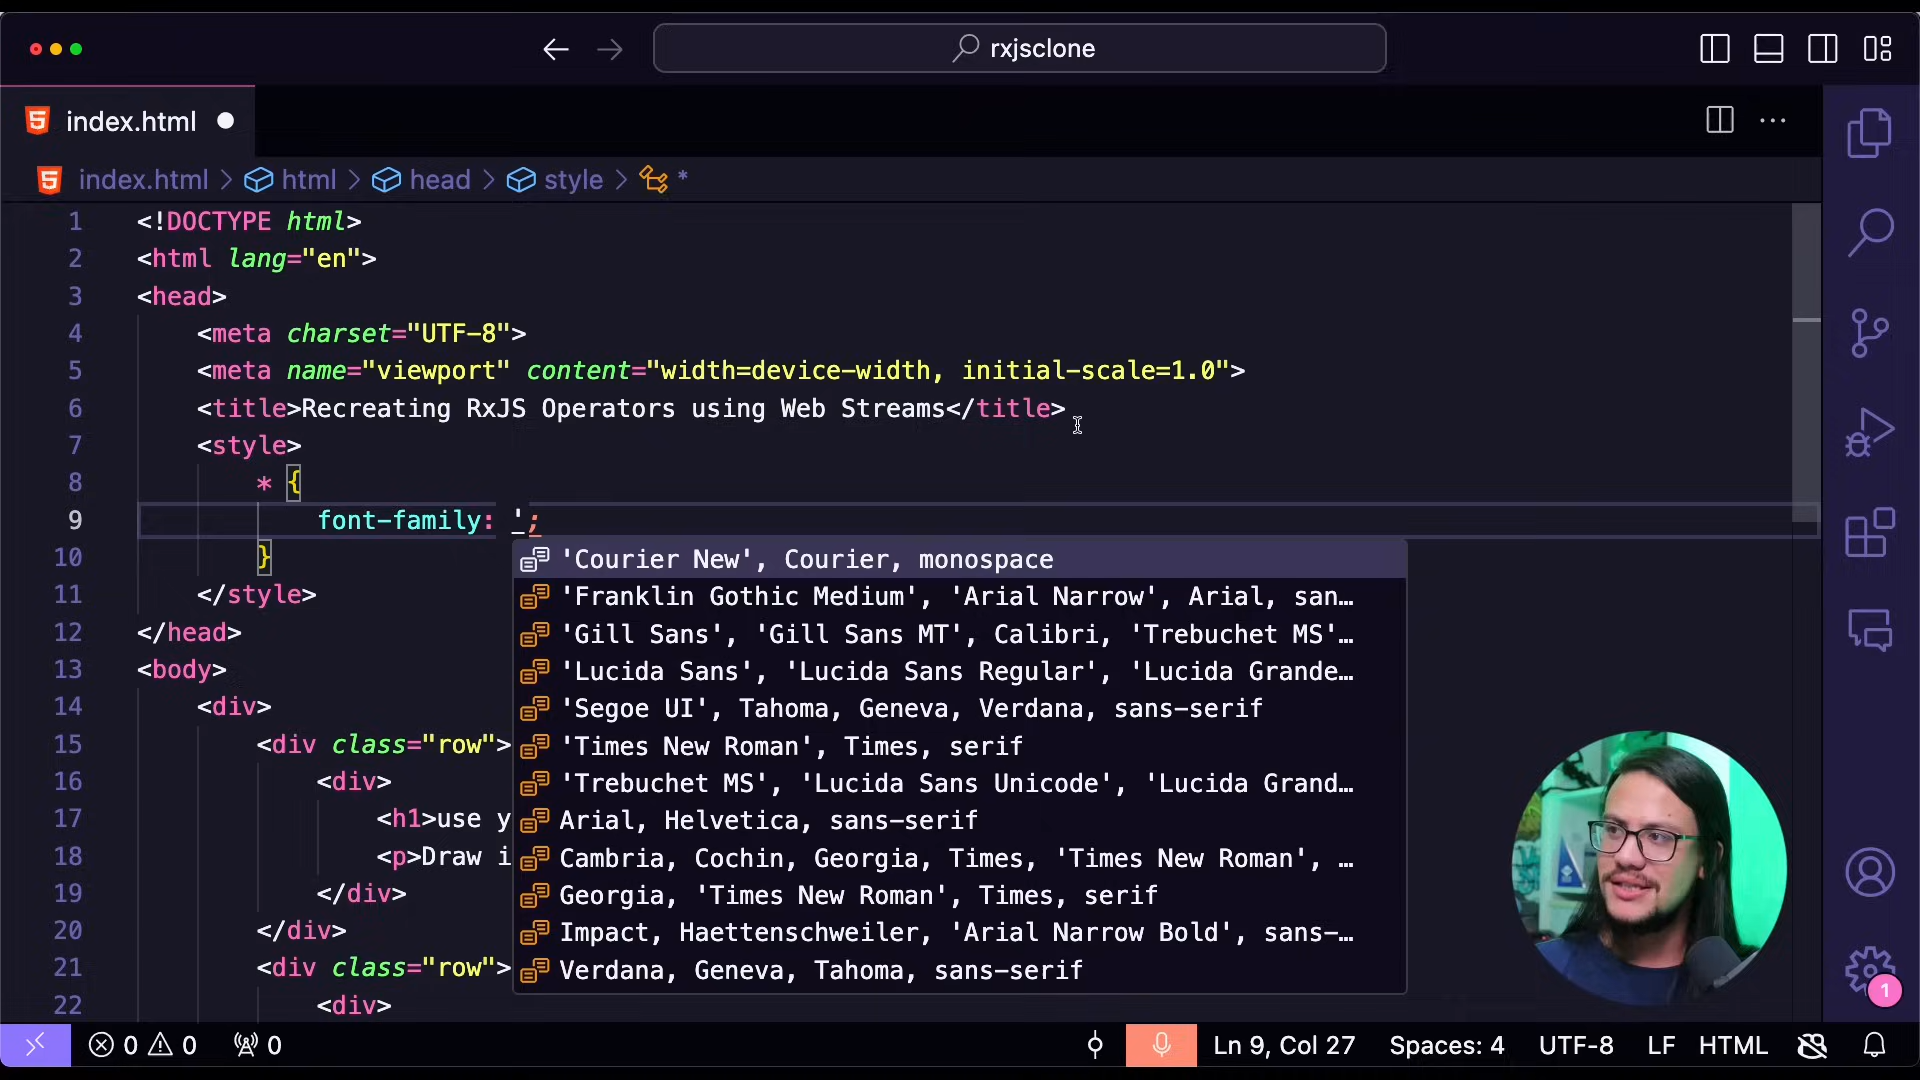 rxjsclone
index.html
index.html > html > head > style > *
1 <!DOCTYPE html>
2 <html lang="en">
3 <head>
4 <meta charset="UTF-8">
5 <meta name="viewport" content="width=device-width, initial-scale=1.0">
6 <title>Recreating RxJS Operators using Web Streams</title>
7 <style>
8 * {
9 font-family: ';
10 }
'Courier New', Courier, monospace
11 </style>
'Franklin Gothic Medium', 'Arial Narrow', Arial, san…
12 </head>
'Gill Sans', 'Gill Sans MT', Calibri, 'Trebuchet MS'…
13 <body>
'Lucida Sans', 'Lucida Sans Regular', 'Lucida Grande…
14 <div>
'Segoe UI', Tahoma, Geneva, Verdana, sans-serif
15 <div class="row">
'Times New Roman', Times, serif
16 <div>
'Trebuchet MS', 'Lucida Sans Unicode', 'Lucida Grand…
17 <h1>use y
Arial, Helvetica, sans-serif
18 <p>Draw i
Cambria, Cochin, Georgia, Times, 'Times New Roman', …
19 </div>
Georgia, 'Times New Roman', Times, serif
20 </div>
Impact, Haettenschweiler, 'Arial Narrow Bold', sans-…
21 <div class="row">
Verdana, Geneva, Tahoma, sans-serif
22 <div>
1
0 0 0 Ln 9, Col 27 Spaces: 4 UTF-8 LF HTML